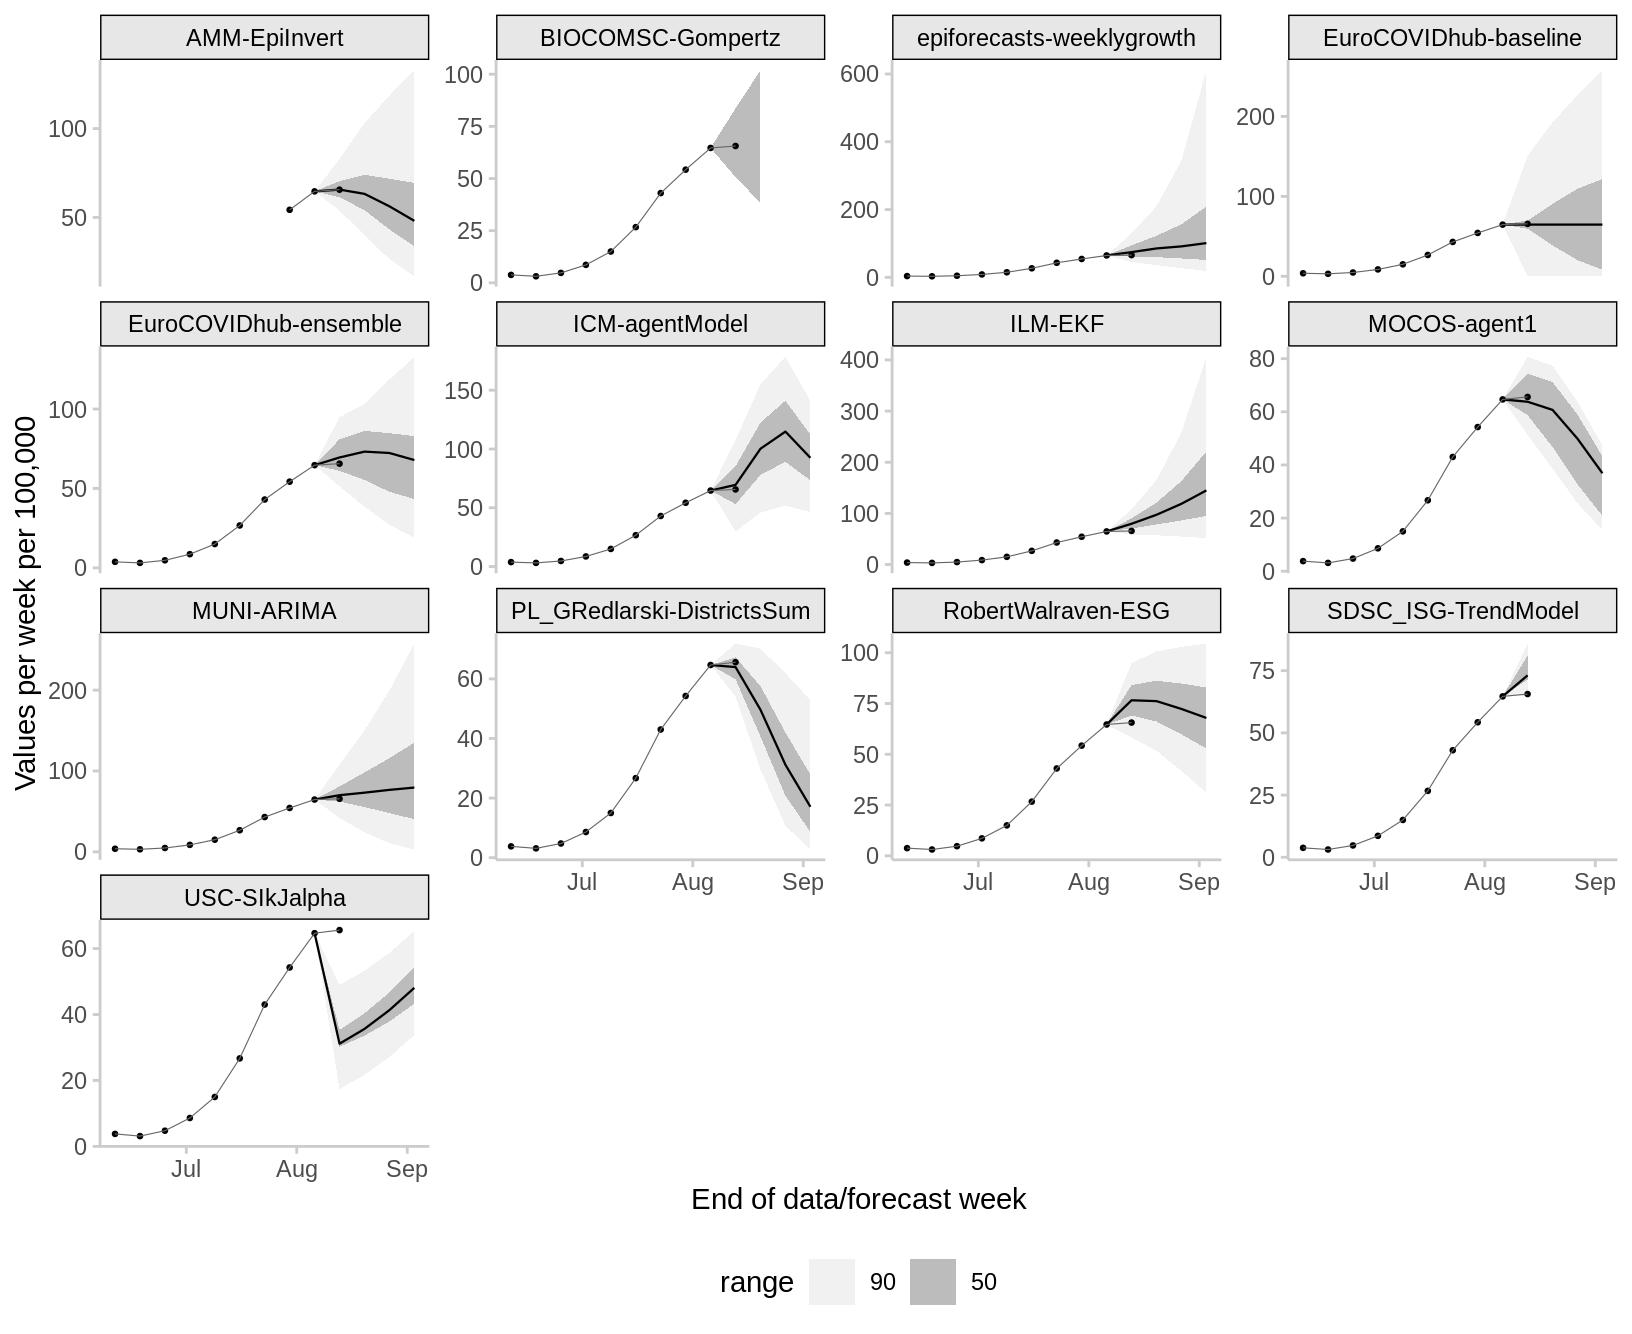 AMM-EpiInvert
BIOCOMSC-Gompertz
epiforecasts-weeklygrowth
EuroCOVIDhub-baseline
100
50
100
75
50
25
0
600
400
200
0
200
100
0
EuroCOVIDhub-ensemble
ICM-agentModel
ILM-EKF
MOCOS-agent1
100
50
0
150
100
50
0
400
300
200
100
0
80
60
40
20
0
Values per week per 100,000
MUNI-ARIMA
PL_GRedlarski-DistrictsSum
RobertWalraven-ESG
SDSC_ISG-TrendModel
200
100
0
60
40
20
0
100
75
50
25
0
75
50
25
0
Jul Aug Sep
Jul Aug Sep
Jul Aug Sep
USC-SIkJalpha
60
40
20
0
Jul Aug Sep
End of data/forecast week
range 90 50